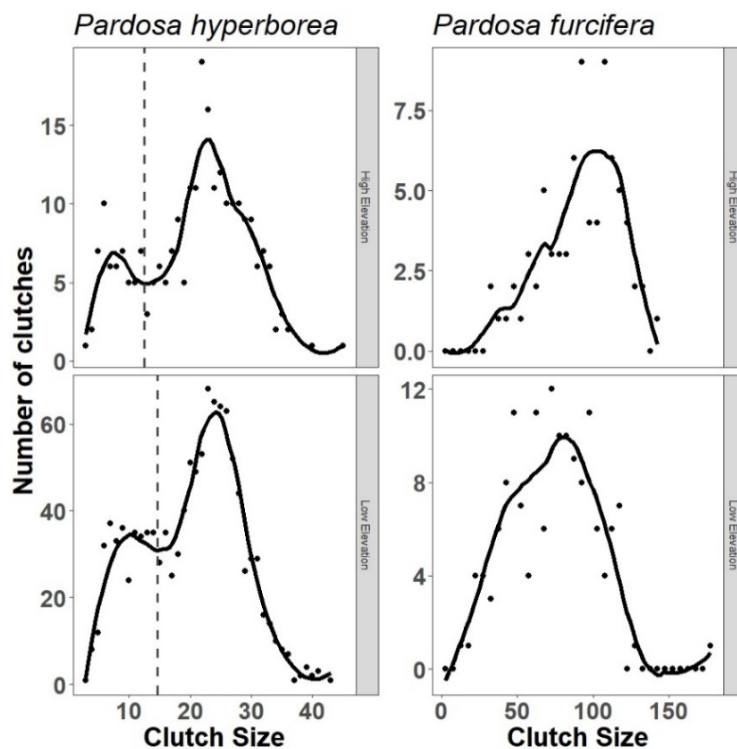 Pardosa hyperborea
Pardosa furcifera
Number of clutches
15
10
5
0
High Elevation
7.5
5.0
2.5
0.0
High Elevation
60
40
20
0
Low Elevation
12
8
4
0
Low Elevation
10 20 30 40
0 50 100 150
Clutch Size
Clutch Size